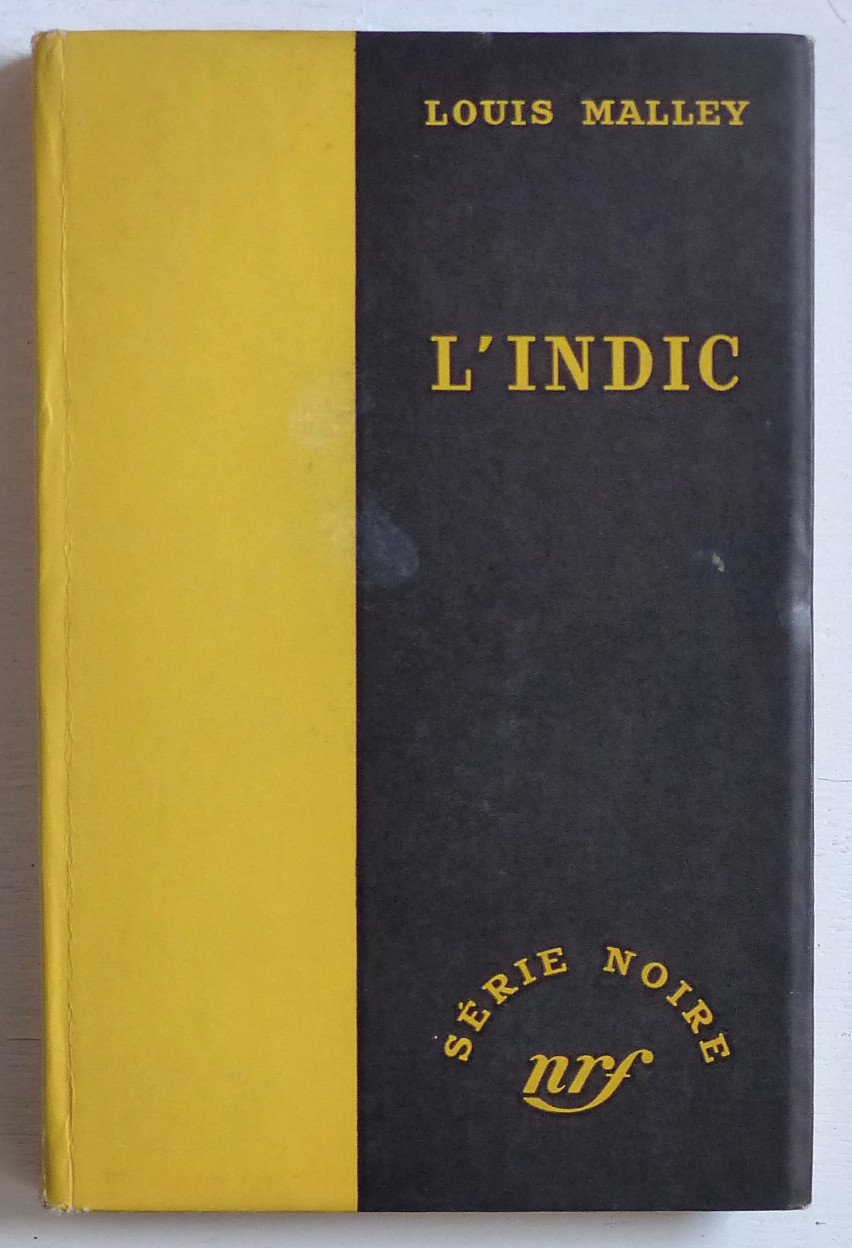 LOUIS MALLEY
L'INDIC
SÉRIE NOIRE
nrf